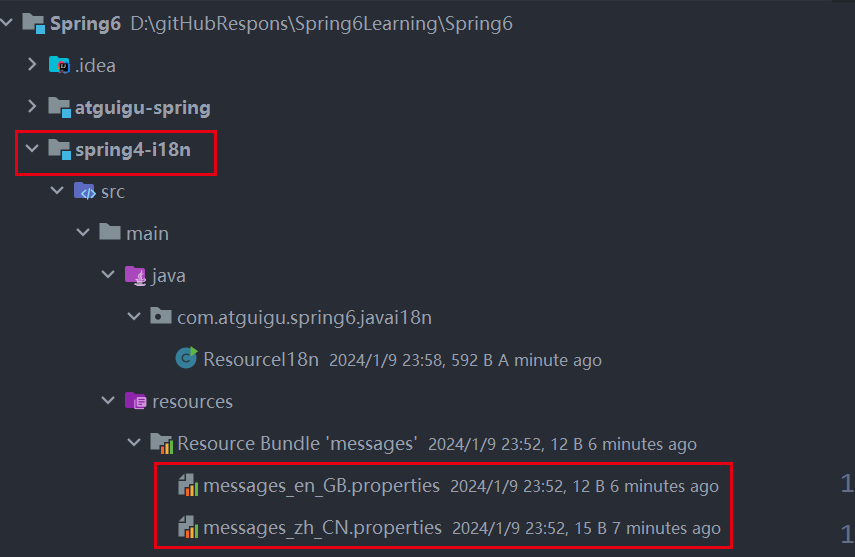 Spring6 D:\gitHubRespons\Spring6Learning\Spring6
.idea
atguigu-spring
spring4-i18n
src
main
java
com.atguigu.spring6.javai18n
ResourceI18n 2024/1/9 23:58, 592 B A minute ago
resources
Resource Bundle 'messages' 2024/1/9 23:52, 12 B 6 minutes ago
messages_en_GB.properties 2024/1/9 23:52, 12 B 6 minutes ago
1
messages_zh_CN.properties 2024/1/9 23:52, 15 B 7 minutes ago
1